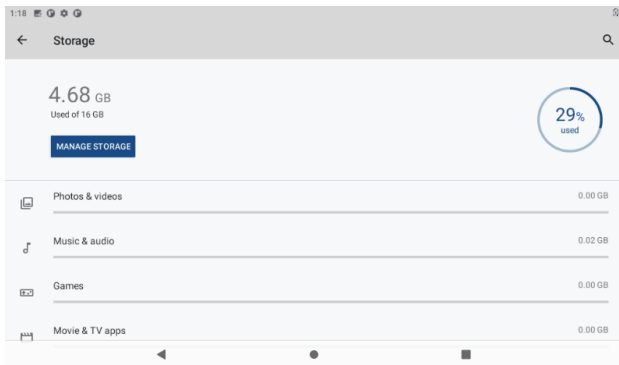 1:18
Storage
4.68 GB
Used of 16 GB
MANAGE STORAGE
29%
used
Photos & videos 0.00 GB
Music & audio 0.02 GB
Games 0.00 GB
Movie & TV apps 0.00 GB